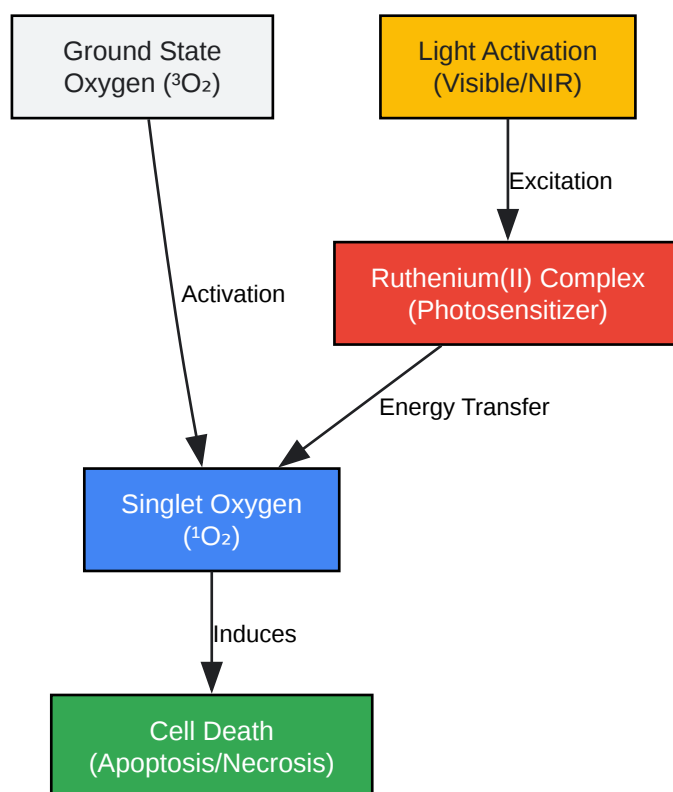 Ground State
Oxygen (³O₂)
Light Activation
(Visible/NIR)
Excitation
Ruthenium(II) Complex
(Photosensitizer)
Activation
Energy Transfer
Singlet Oxygen
(¹O₂)
Induces
Cell Death
(Apoptosis/Necrosis)